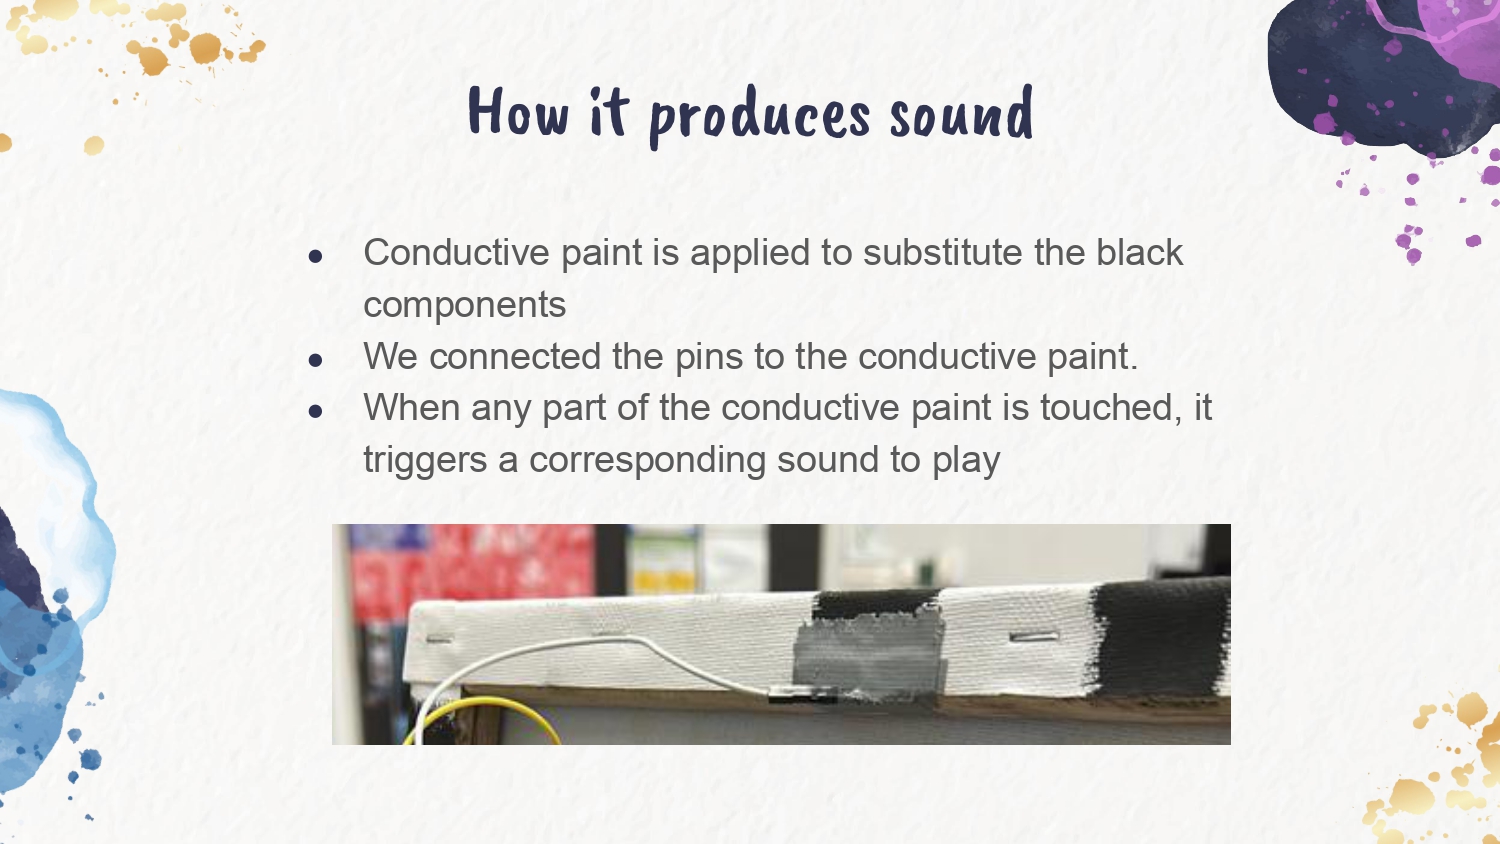 How it produces sound
● Conductive paint is applied to substitute the black
components
● We connected the pins to the conductive paint.
● When any part of the conductive paint is touched, it
triggers a corresponding sound to play